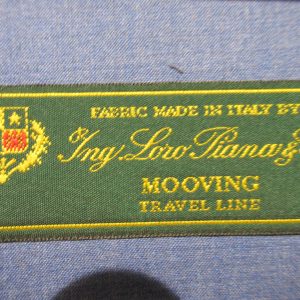 FABRIC MADE IN ITALY BY
Ing. Loro Piana & C.
MOOVING
TRAVEL LINE